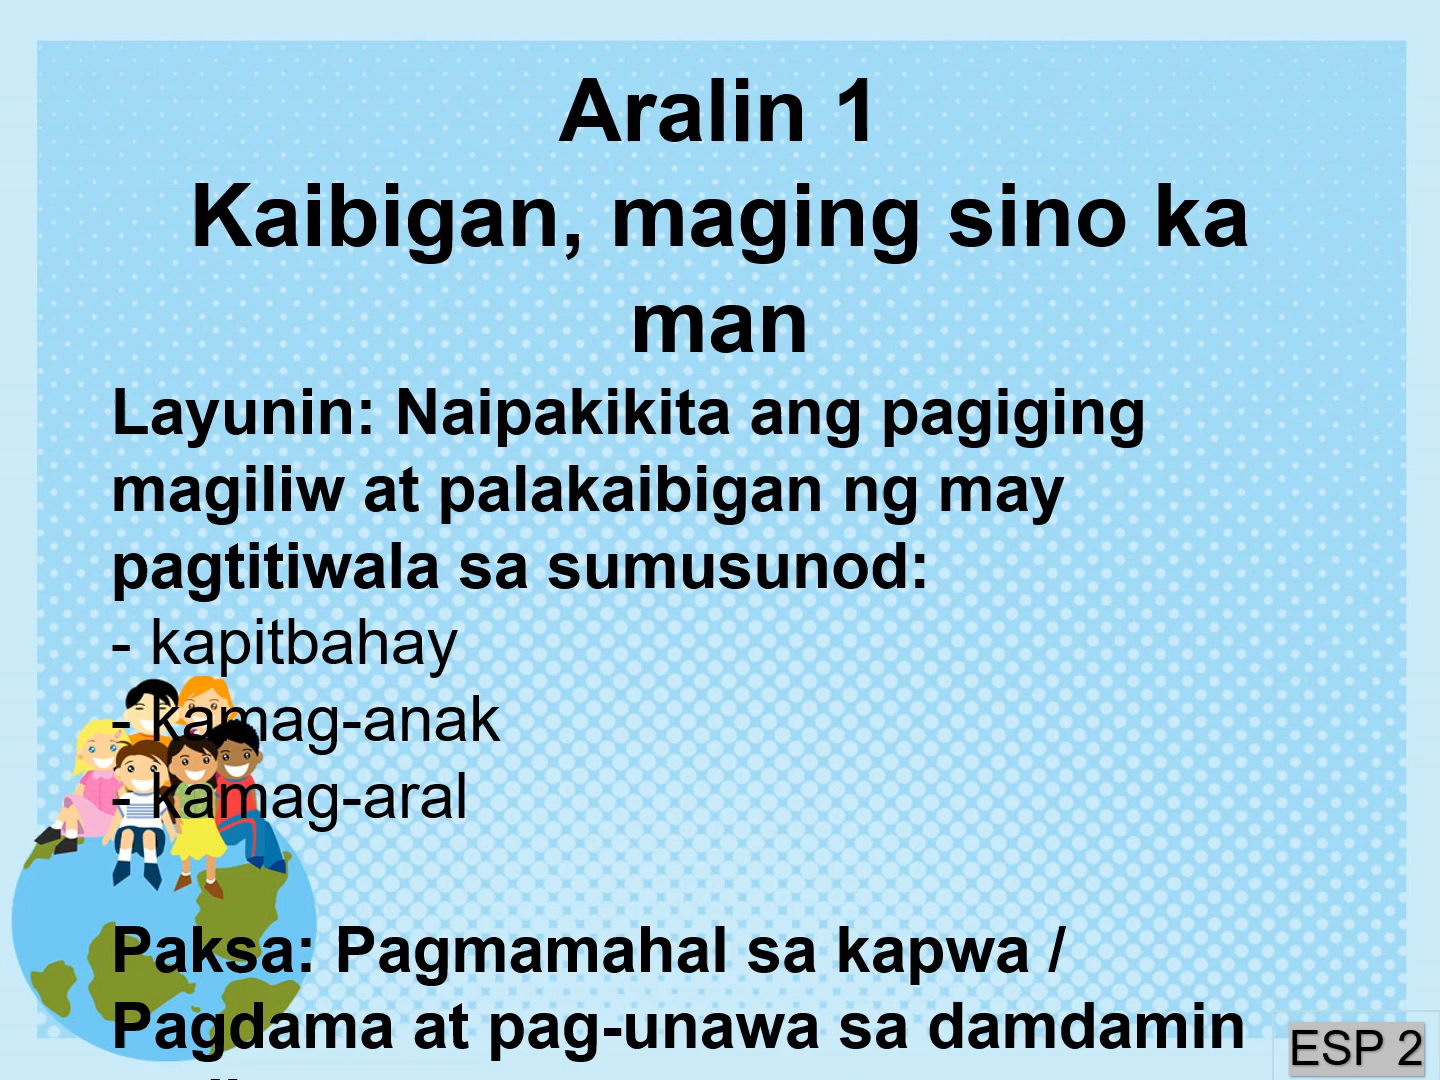 Aralin 1
Kaibigan, maging sino ka
man
Layunin: Naipakikita ang pagiging
magiliw at palakaibigan ng may
pagtitiwala sa sumusunod:
- kapitbahay
- kamag-anak
- kamag-aral
Paksa: Pagmamahal sa kapwa /
Pagdama at pag-unawa sa damdamin
ESP 2